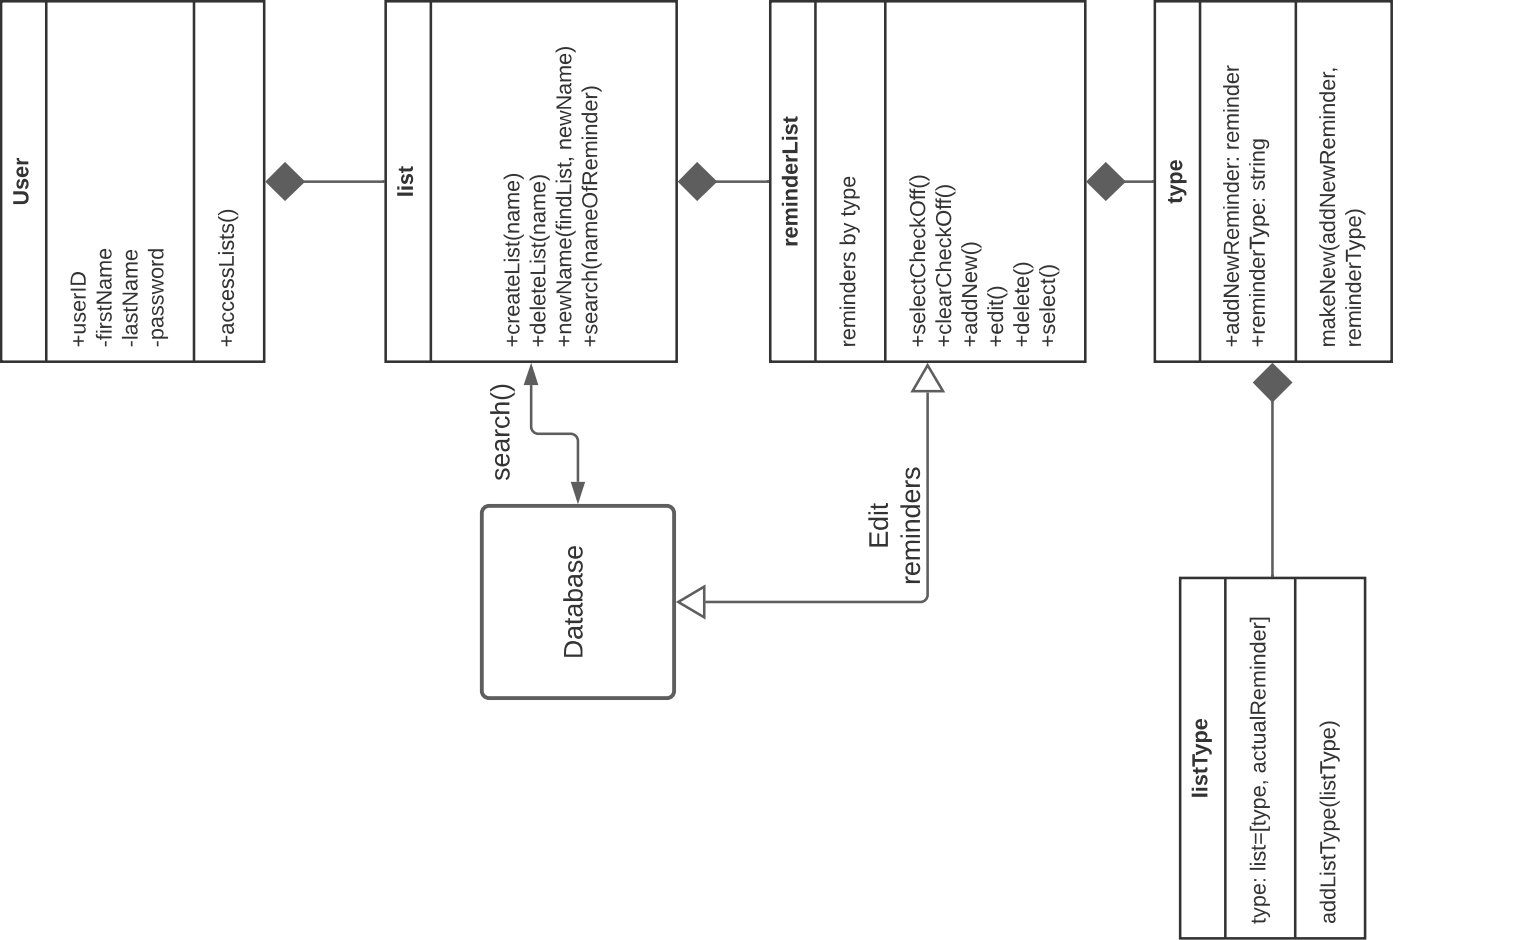 User
+userID
-firstName
-lastName
-password
+accessLists()
list
+createList(name)
+deleteList(name)
+newName(findList, newName)
+search(nameOfReminder)
reminderList
reminders by type
+selectCheckOff()
+clearCheckOff()
+addNew()
+edit()
+delete()
+select()
type
+addNewReminder: reminder
+reminderType: string
makeNew(addNewReminder,
reminderType)
search()
Database
Edit
reminders
listType
type: list=[type, actualReminder]
addListType(listType)